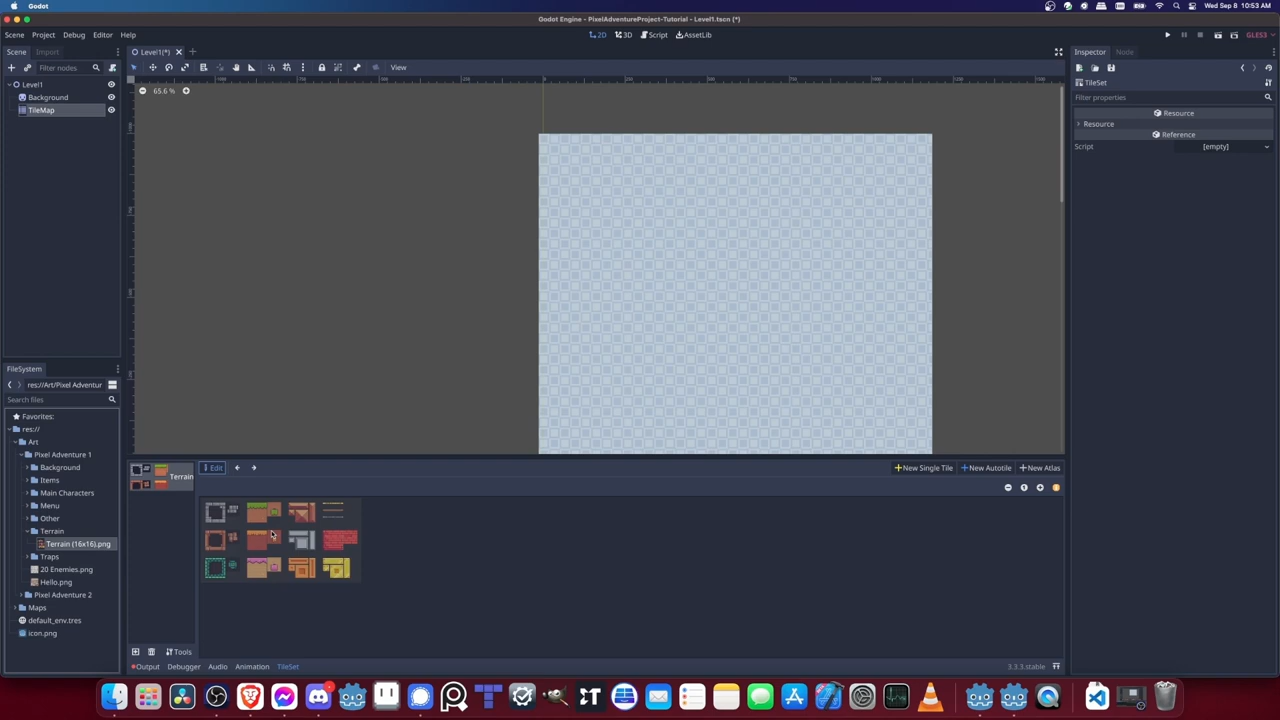 Godot
Wed Sep 8 10:53 AM
Godot Engine - PixelAdventureProject-Tutorial - Level1.tscn (*)
Scene Project Debug Editor Help
2D 3D Script AssetLib
GLES3
Scene Import
Level1(*)
Inspector Node
Filter nodes
View
Level1
Background
TileMap
65.6 %
TileSet
Filter properties
Resource
Resource
Reference
Script [empty]
FileSystem
res://Art/Pixel Adventur
Search files
Favorites:
res://
Art
Pixel Adventure 1
Background
Items
Main Characters
Menu
Other
Terrain
Terrain (16x16).png
Traps
20 Enemies.png
Hello.png
Pixel Adventure 2
Maps
default_env.tres
icon.png
Terrain
Edit
New Single Tile New Autotile New Atlas
Tools
Output Debugger Audio Animation TileSet
3.3.3.stable